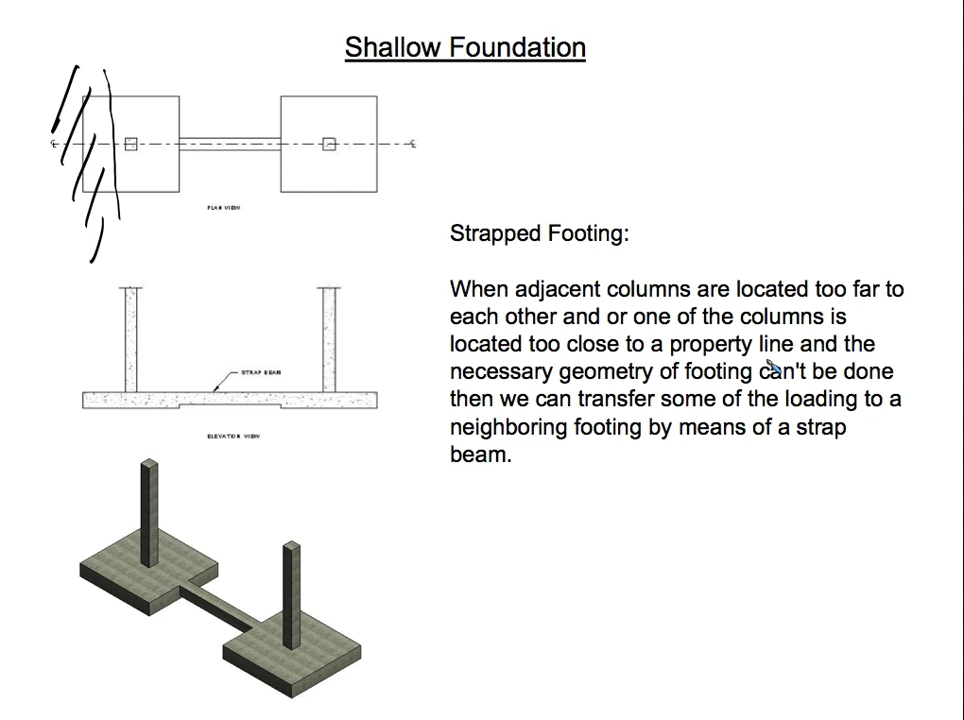 Shallow Foundation
PLAN VIEW
Strapped Footing:
When adjacent columns are located too far to
each other and or one of the columns is
located too close to a property line and the
necessary geometry of footing can't be done
then we can transfer some of the loading to a
neighboring footing by means of a strap
beam.
STRAP BEAM
ELEVATION VIEW